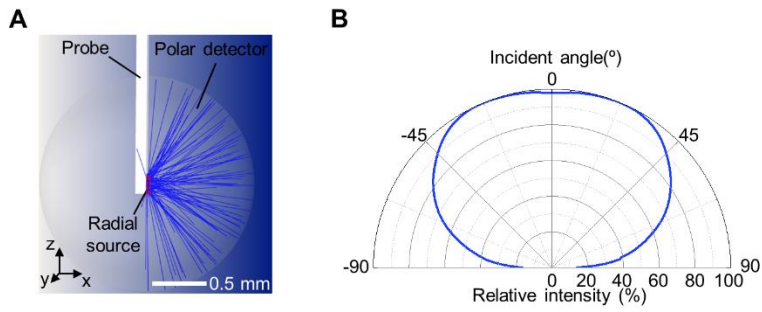 A
Probe
Polar detector
Radial
source
z
y
x
0.5 mm
B
Incident angle(º)
0
-45
45
-90
90
0 20 40 60 80 100
Relative intensity (%)